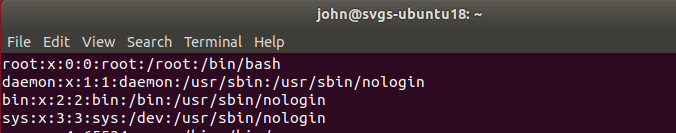 john@svgs-ubuntu18: ~
File Edit View Search Terminal Help
root:x:0:0:root:/root:/bin/bash
daemon:x:1:1:daemon:/usr/sbin:/usr/sbin/nologin
bin:x:2:2:bin:/bin:/usr/sbin/nologin
sys:x:3:3:sys:/dev:/usr/sbin/nologin